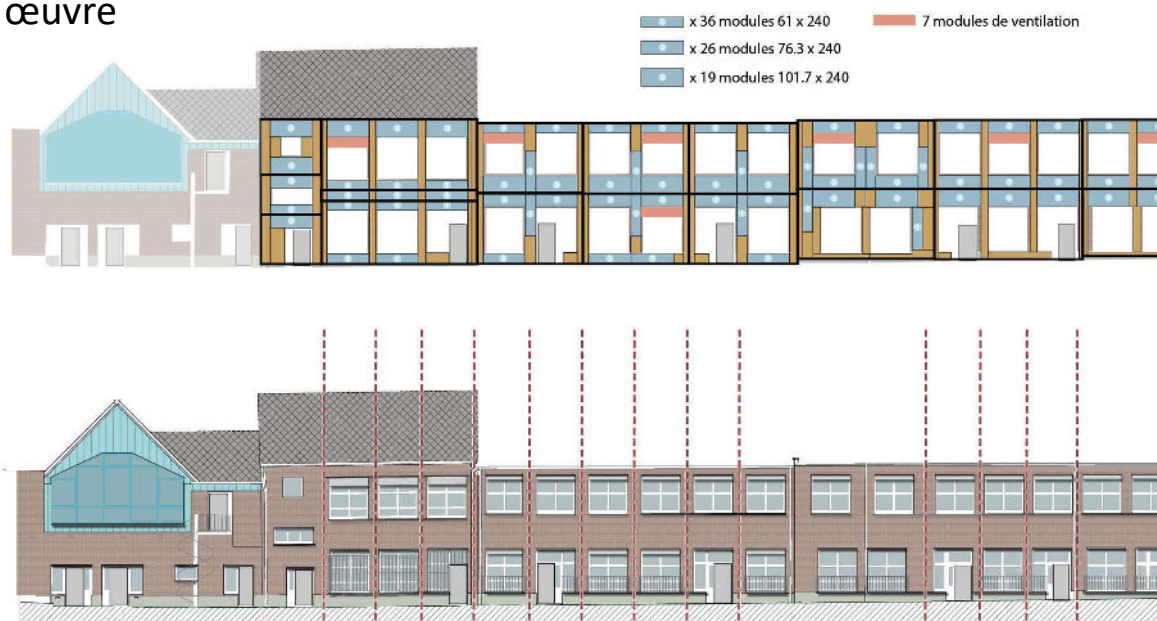 œuvre
x 36 modules 61 x 240
7 modules de ventilation
x 26 modules 76.3 x 240
x 19 modules 101.7 x 240